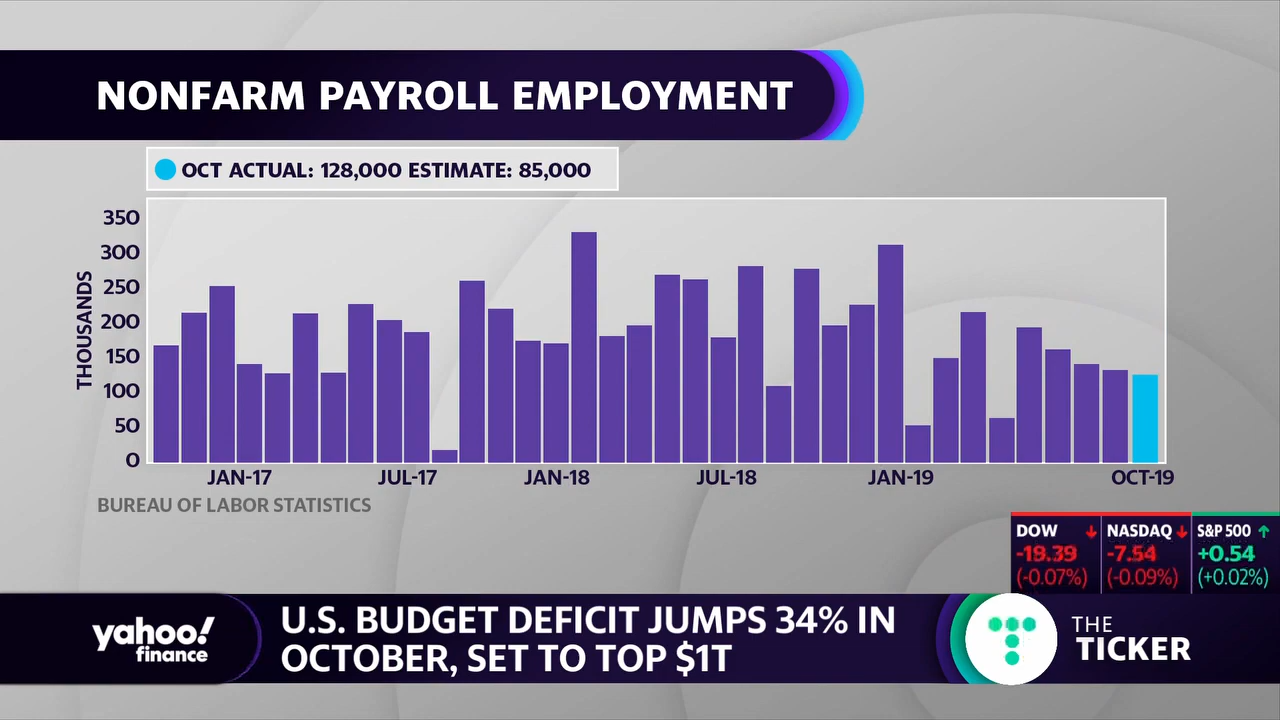 NONFARM PAYROLL EMPLOYMENT
OCT ACTUAL: 128,000 ESTIMATE: 85,000
350
300
250
200
150
100
50
0
THOUSANDS
JAN-17 JUL-17 JAN-18 JUL-18 JAN-19 OCT-19
BUREAU OF LABOR STATISTICS
DOW NASDAQ S&P 500
-19.39 -7.54 +0.54
(-0.07%) (-0.09%) (+0.02%)
yahoo!
finance
U.S. BUDGET DEFICIT JUMPS 34% IN
OCTOBER, SET TO TOP $1T
THE
TICKER